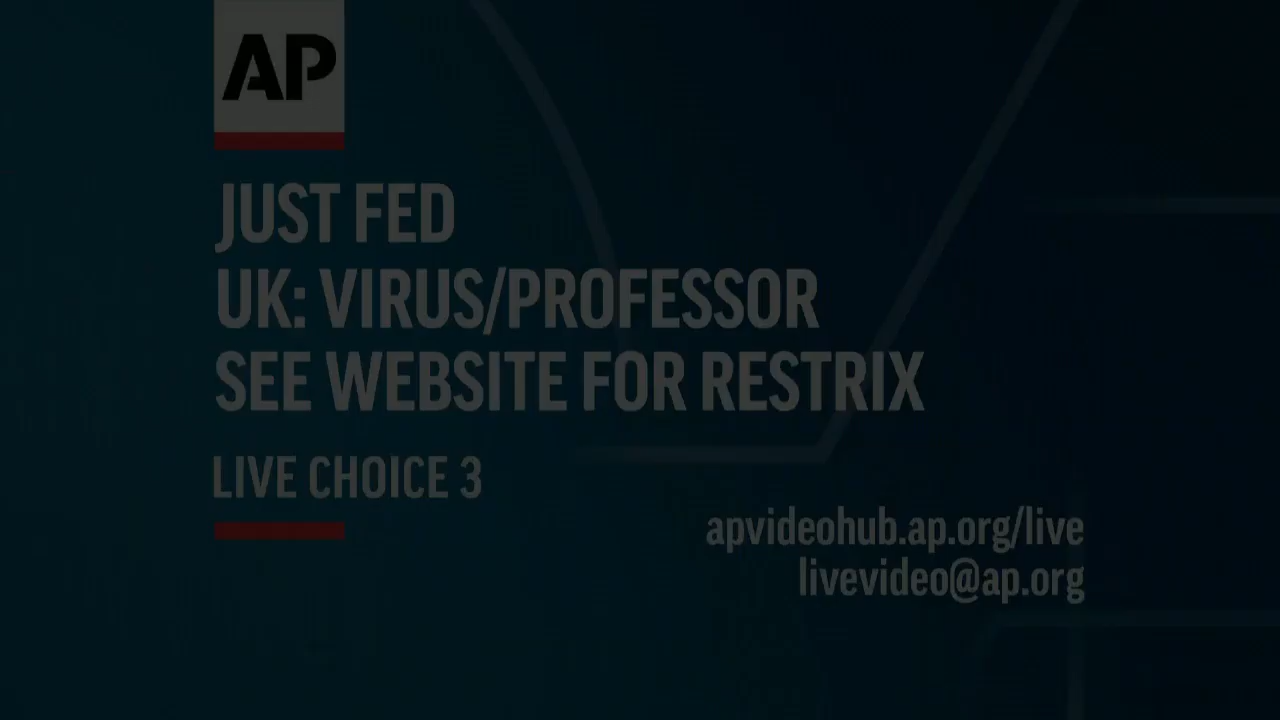 AP
JUST FED
UK: VIRUS/PROFESSOR
SEE WEBSITE FOR RESTRIX
LIVE CHOICE 3
apvideohub.ap.org/live
livevideo@ap.org